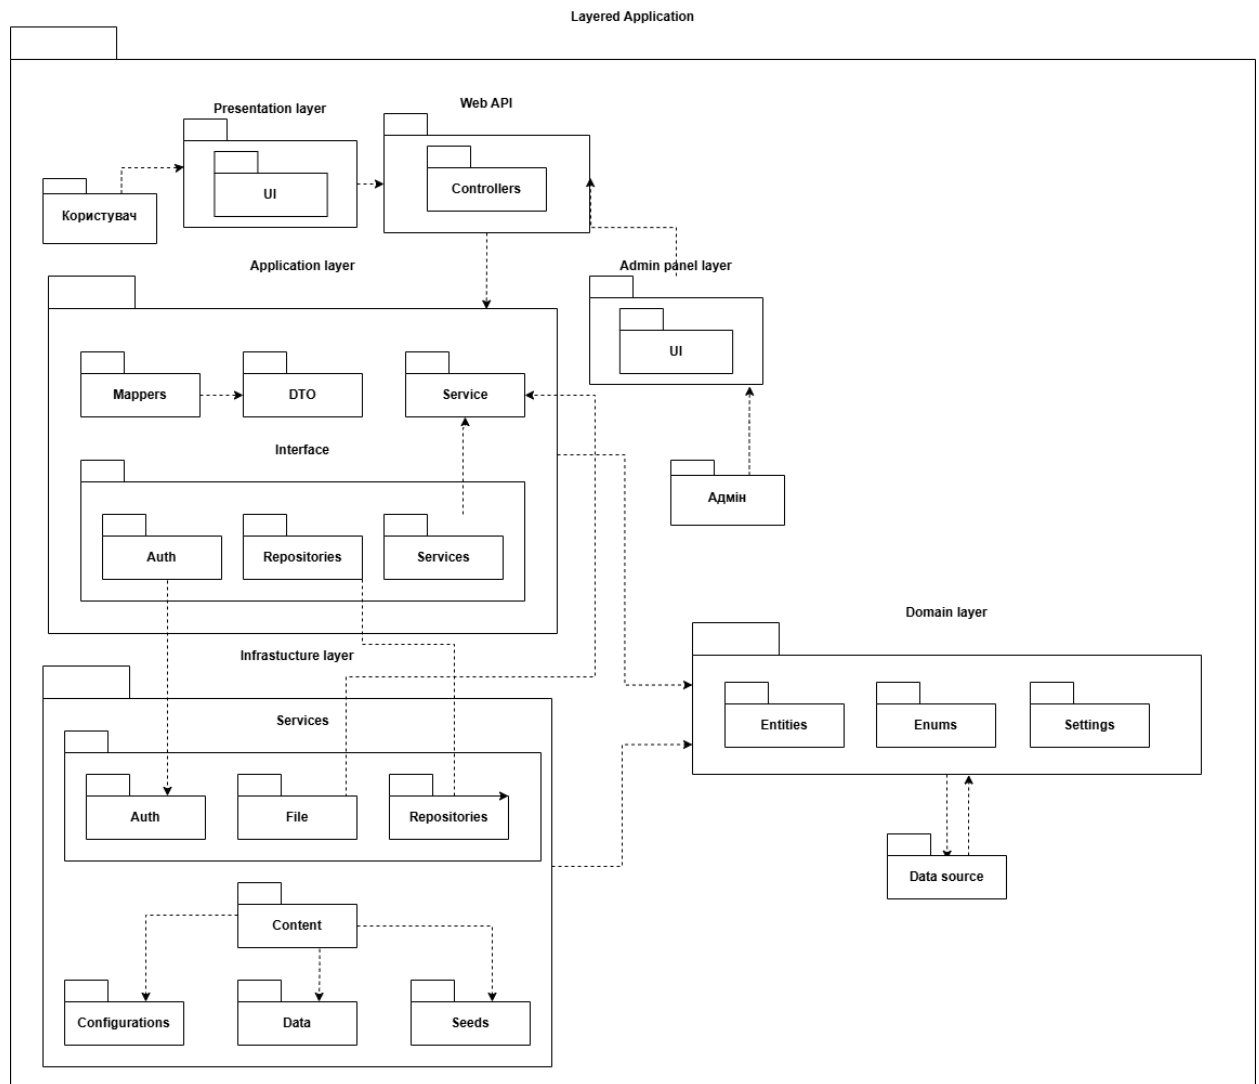 Layered Application
Presentation layer
Web API
UI
Controllers
Користувач
Application layer
Admin panel layer
UI
Mappers
DTO
Service
Interface
Адмін
Auth
Repositories
Services
Domain layer
Infrastucture layer
Entities
Enums
Settings
Services
Auth
File
Repositories
Data source
Content
Configurations
Data
Seeds